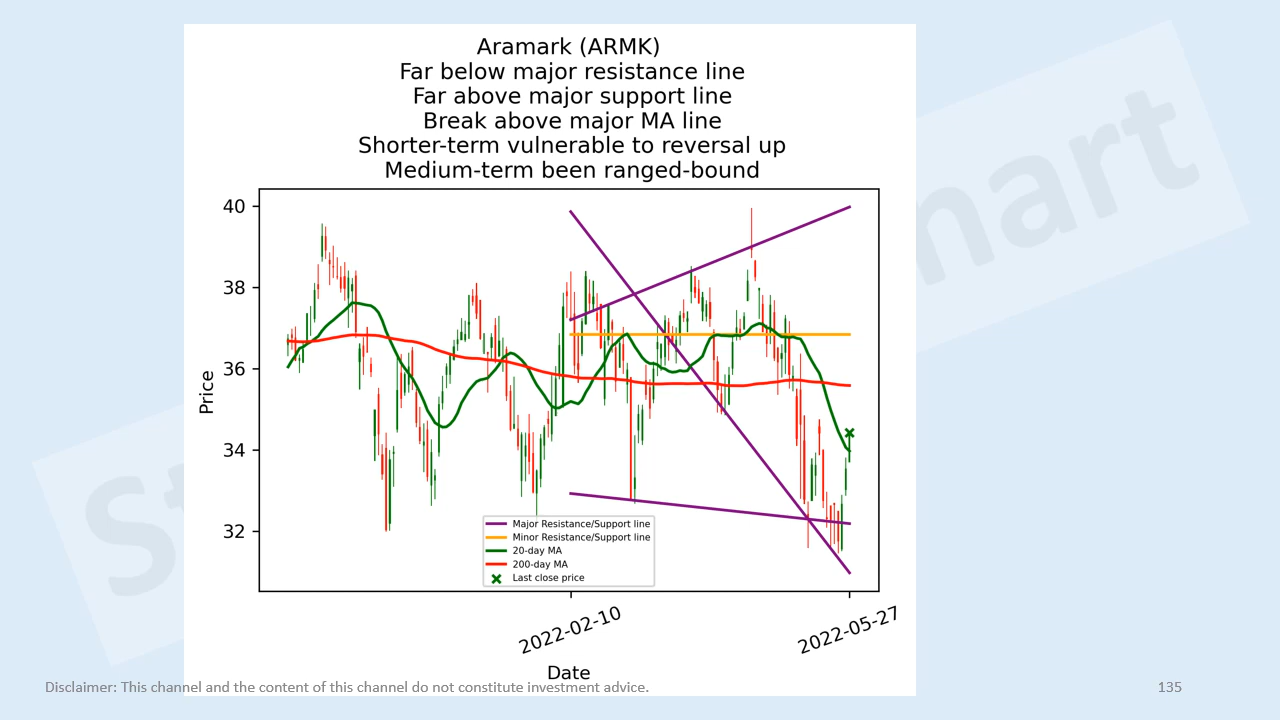 Aramark (ARMK)
Far below major resistance line
Far above major support line
Break above major MA line
Shorter-term vulnerable to reversal up
Medium-term been ranged-bound
40
38
36
34
32
Price
Major Resistance/Support line
Minor Resistance/Support line
20-day MA
200-day MA
Last close price
2022-02-10
2022-05-27
Date
Disclaimer: This channel and the content of this channel do not constitute investment advice.
135